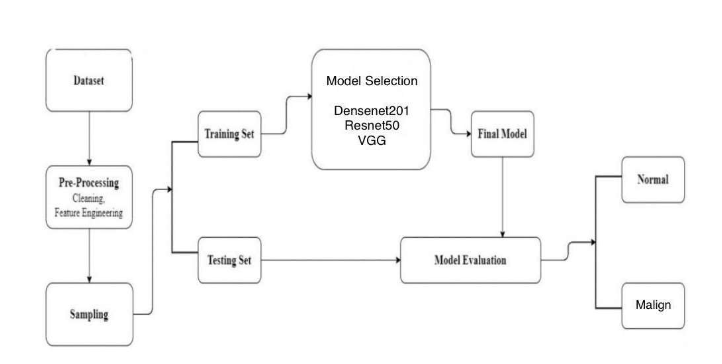 Dataset
Pre-Processing
Cleaning,
Feature Engineering
Sampling
Training Set
Testing Set
Model Selection
Densenet201
Resnet50
VGG
Final Model
Model Evaluation
Normal
Malign